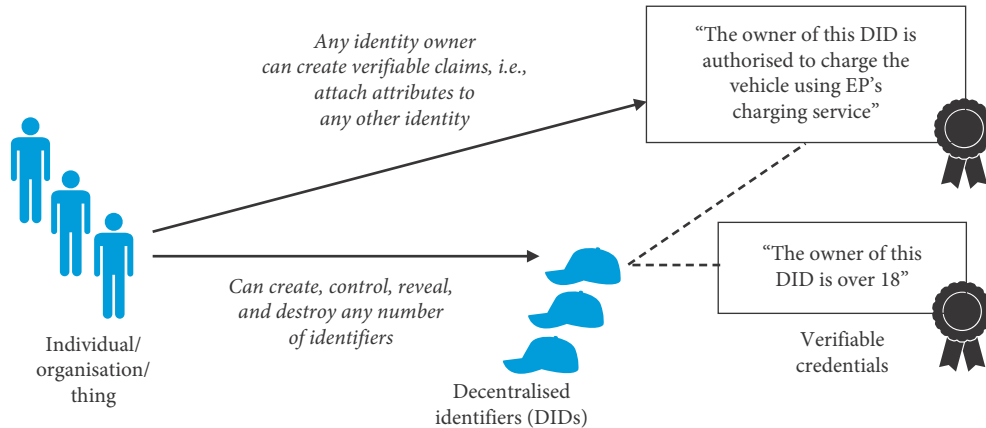 Any identity owner
can create verifiable claims, i.e.,
attach attributes to
any other identity
“The owner of this DID is
authorised to charge the
vehicle using EP’s
charging service”
Can create, control, reveal,
and destroy any number
of identifiers
“The owner of this
DID is over 18”
Individual/
organisation/
thing
Decentralised
identifiers (DIDs)
Verifiable
credentials